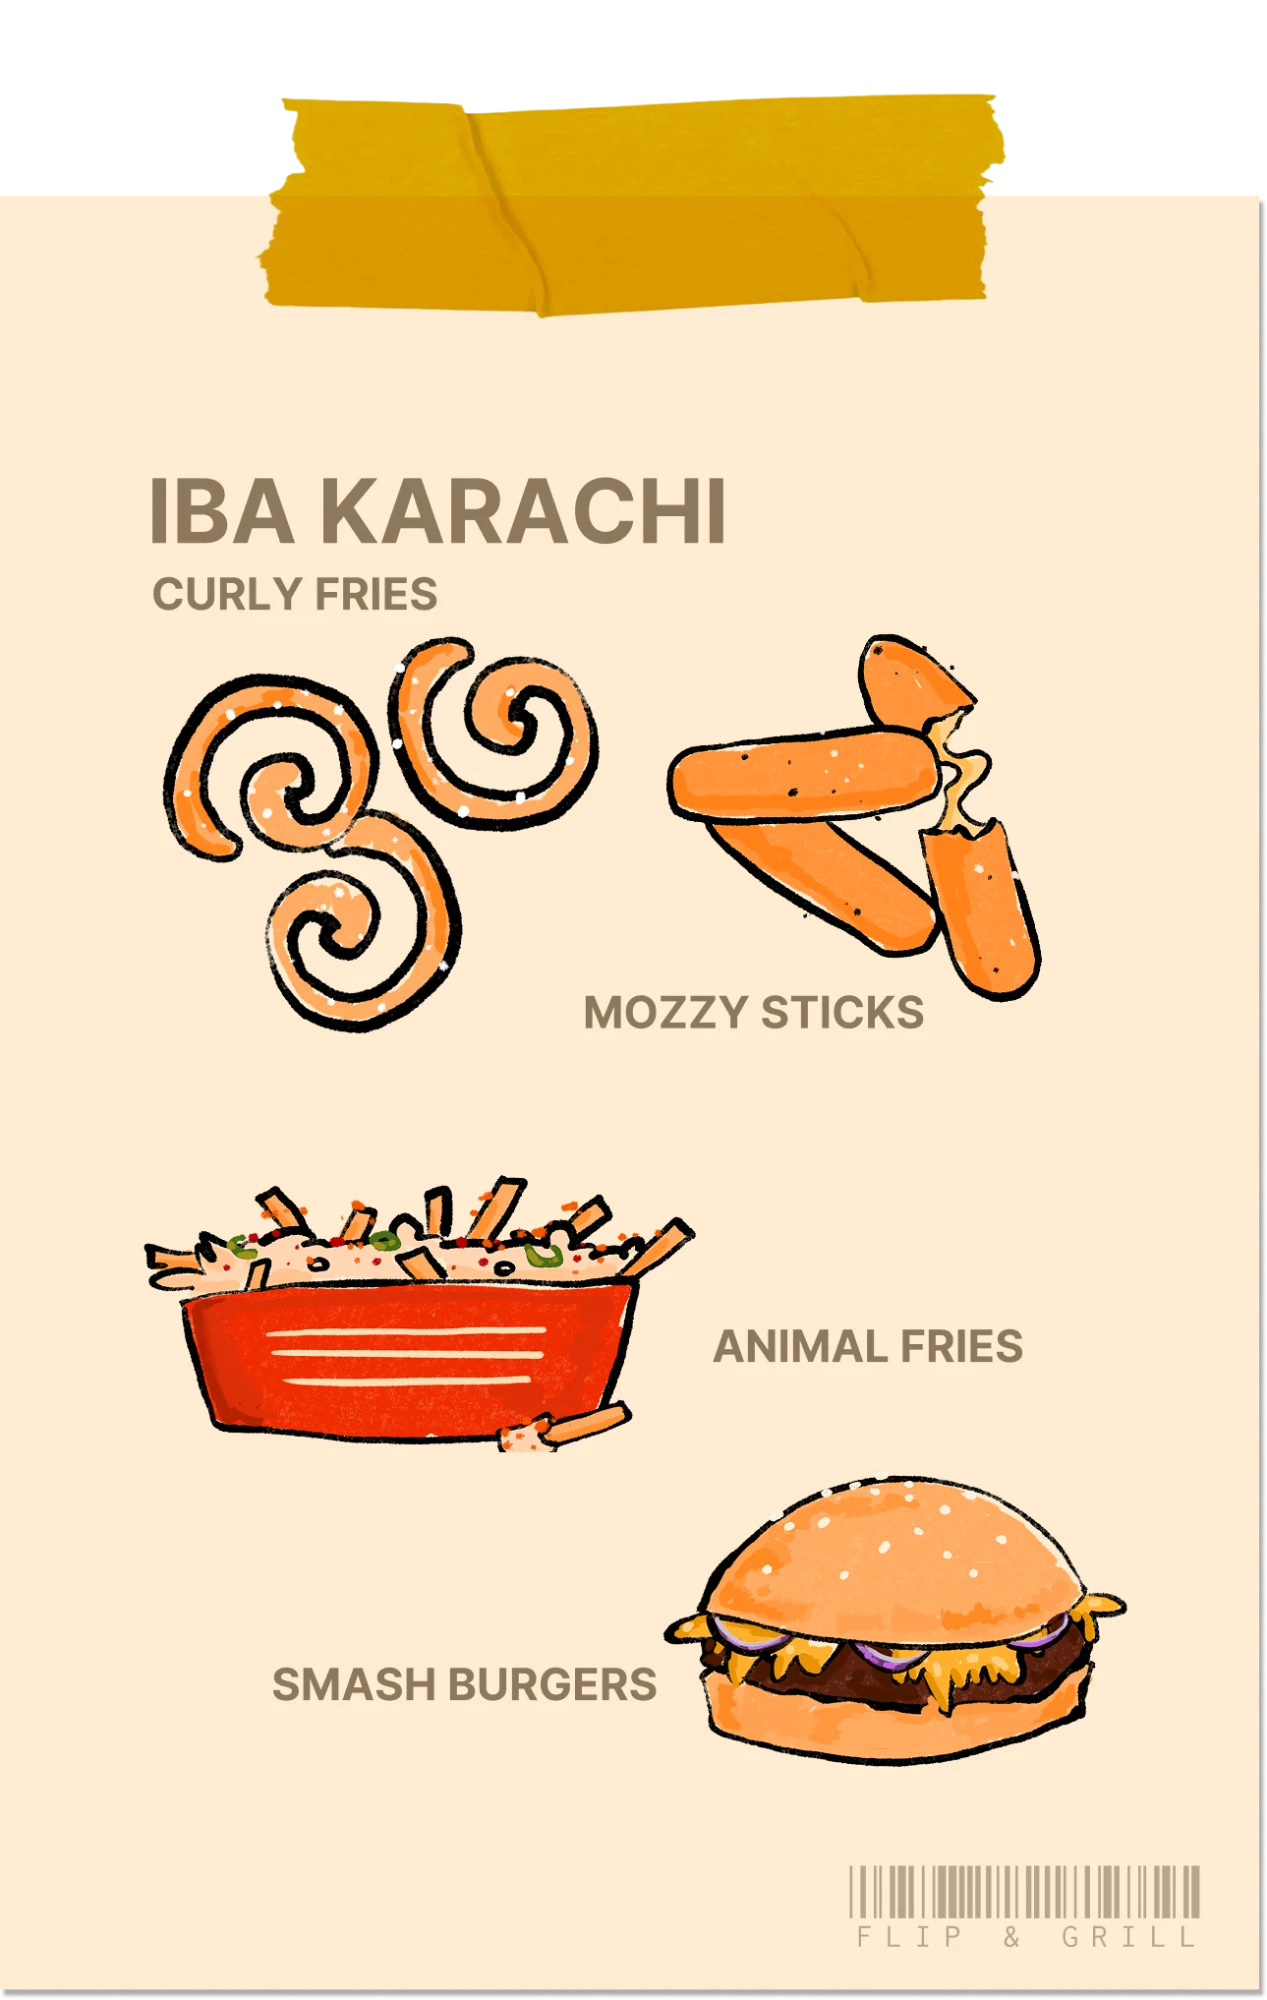 IBA KARACHI
CURLY FRIES
MOZZY STICKS
ANIMAL FRIES
SMASH BURGERS
FLIP & GRILL